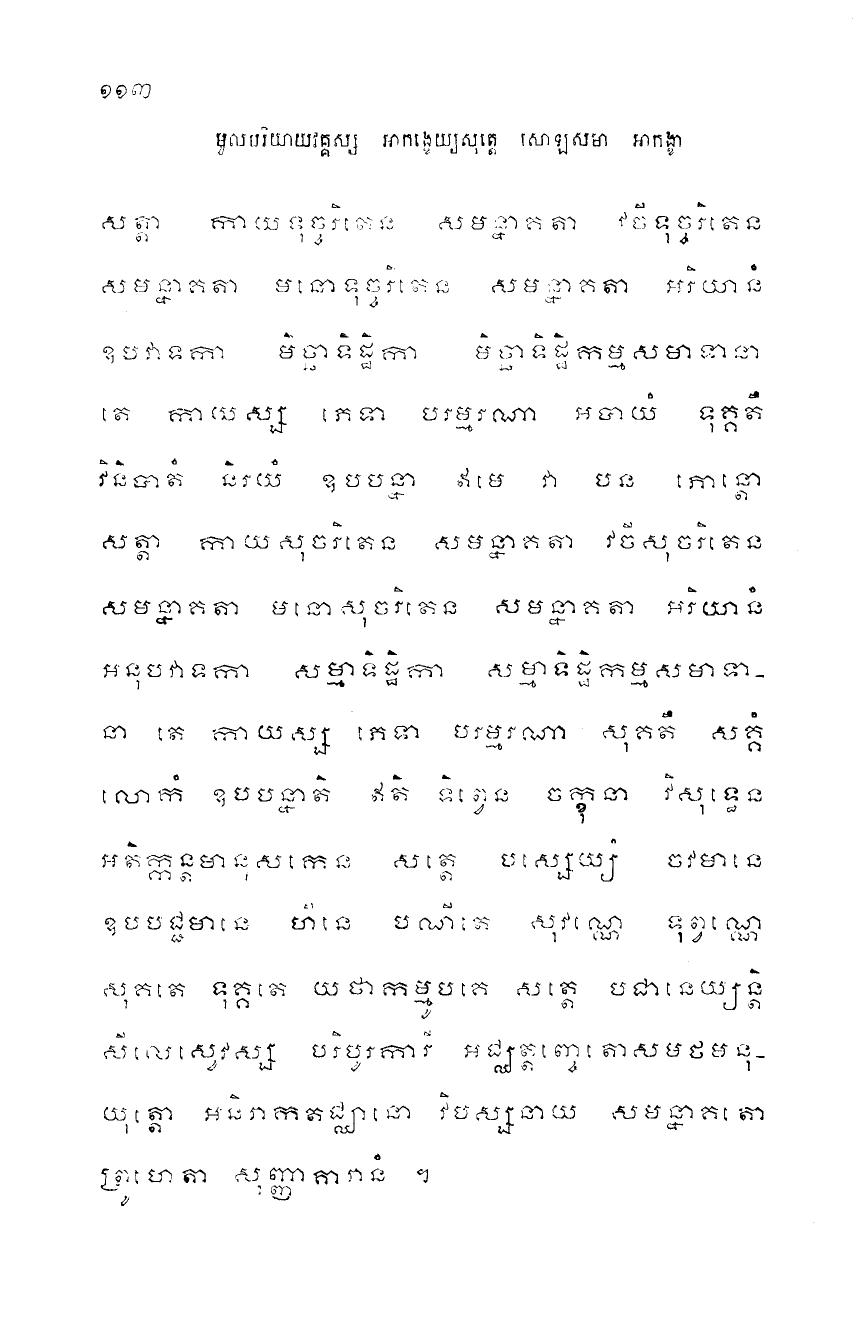 ១១៣
មូលបរិយាយវគ្គស្ស អាកង្ខេយ្យសុត្តេ សោឡសមា អាកង្ខា
សត្តា កាយទុច្ចរិតេន សមន្នាគតា វចីទុច្ចរិតេន
សមន្នាគតា មនោទុច្ចរិតេន សមន្នាគតា អរិយានំ
ឧបវាទកា មិច្ឆាទិដ្ឋិកា មិច្ឆាទិដ្ឋិកម្មសមាទានា
តេ កាយស្ស ភេទា បរម្មរណា អបាយំ ទុគ្គតឹ
វិនិបាតំ និរយំ ឧបបន្នា ឥមេ វា បន ភោន្តោ
សត្តា កាយសុចរិតេន សមន្នាគតា វចីសុចរិតេន
សមន្នាគតា មនោសុចរិតេន សមន្នាគតា អរិយានំ
អនុបវាទកា សម្មាទិដ្ឋិកា សម្មាទិដ្ឋិកម្មសមាទា-
នា តេ កាយស្ស ភេទា បរម្មរណា សុគតឹ សគ្គំ
លោកំ ឧបបន្នាតិ ឥតិ ទិព្វេន ចក្ខុនា វិសុទ្ធេន
អតិក្កន្តមានុសកេន សត្តេ បស្សេយ្យំ ចវមានេ
ឧបបជ្ជមានេ ហីនេ បណីតេ សុវណ្ណេ ទុព្វណ្ណេ
សុគតេ ទុគ្គតេ យថាកម្មូបគេ សត្តេ បជានេយ្យន្តិ
សីលេស្វេវស្ស បរិបូរការី អជ្ឈត្តញ្ចេតោសមថមនុ-
យុត្តោ អនិរាកតជ្ឈានោ វិបស្សនាយ សមន្នាគតោ
ព្រូហេតា សុញ្ញាគារានំ ។